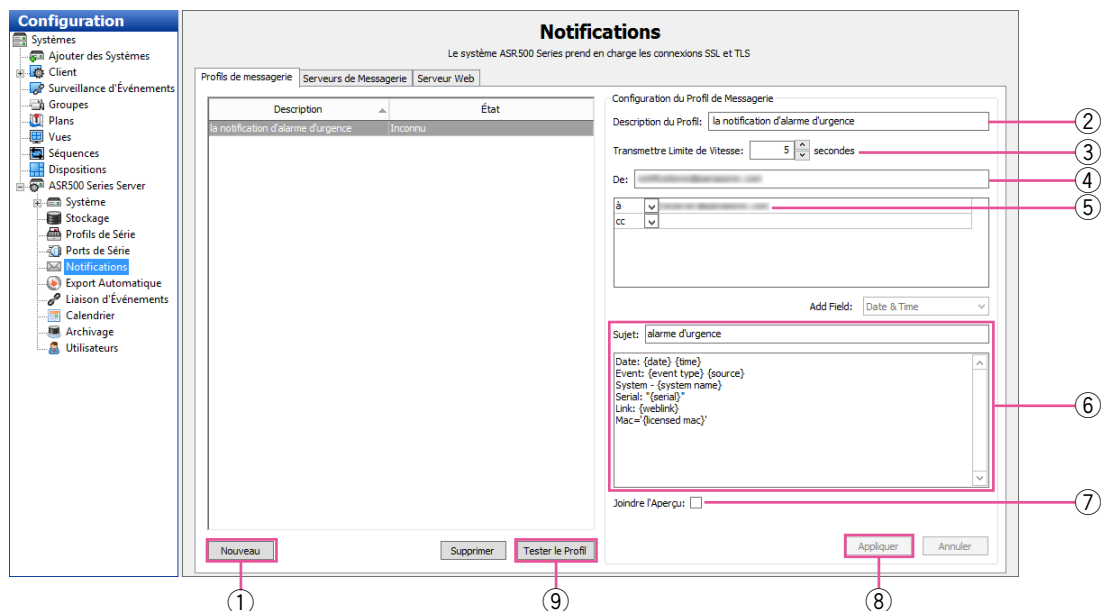 Configuration
Systèmes
Ajouter des Systèmes
Client
Surveillance d'Événements
Groupes
Plans
Vues
Séquences
Dispositions
ASR500 Series Server
Système
Stockage
Profils de Série
Ports de Série
Notifications
Export Automatique
Liaison d'Événements
Calendrier
Archivage
Utilisateurs
Notifications
Le système ASR500 Series prend en charge les connexions SSL et TLS
Profils de messagerie Serveurs de Messagerie Serveur Web
Description État
la notification d'alarme d'urgence Inconnu
Configuration du Profil de Messagerie
Description du Profil: la notification d'alarme d'urgence
②
Transmettre Limite de Vitesse: 5 secondes
③
De:
④
à
⑤
cc
Add Field: Date & Time
Sujet: alarme d'urgence
Date: {date} {time}
Event: {event type} {source}
System - {system name}
Serial: "{serial}"
Link: {weblink}
Mac='{licensed mac}'
⑥
Joindre l'Aperçu:
⑦
Nouveau Supprimer Tester le Profil Appliquer Annuler
① ⑨ ⑧